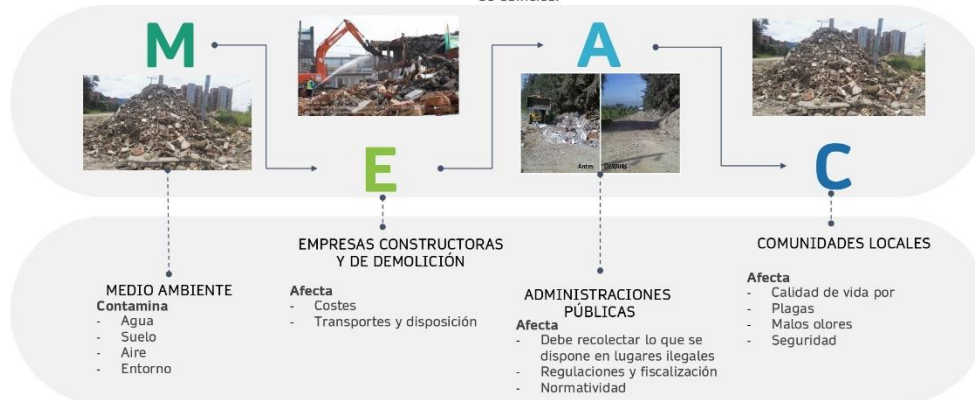 M
A
E
C
Antes
Después
MEDIO AMBIENTE
Contamina
- Agua
- Suelo
- Aire
- Entorno
EMPRESAS CONSTRUCTORAS
Y DE DEMOLICIÓN
Afecta
- Costes
- Transportes y disposición
ADMINISTRACIONES
PÚBLICAS
Afecta
- Debe recolectar lo que se
dispone en lugares ilegales
- Regulaciones y fiscalización
- Normatividad
COMUNIDADES LOCALES
Afecta
- Calidad de vida por
- Plagas
- Malos olores
- Seguridad